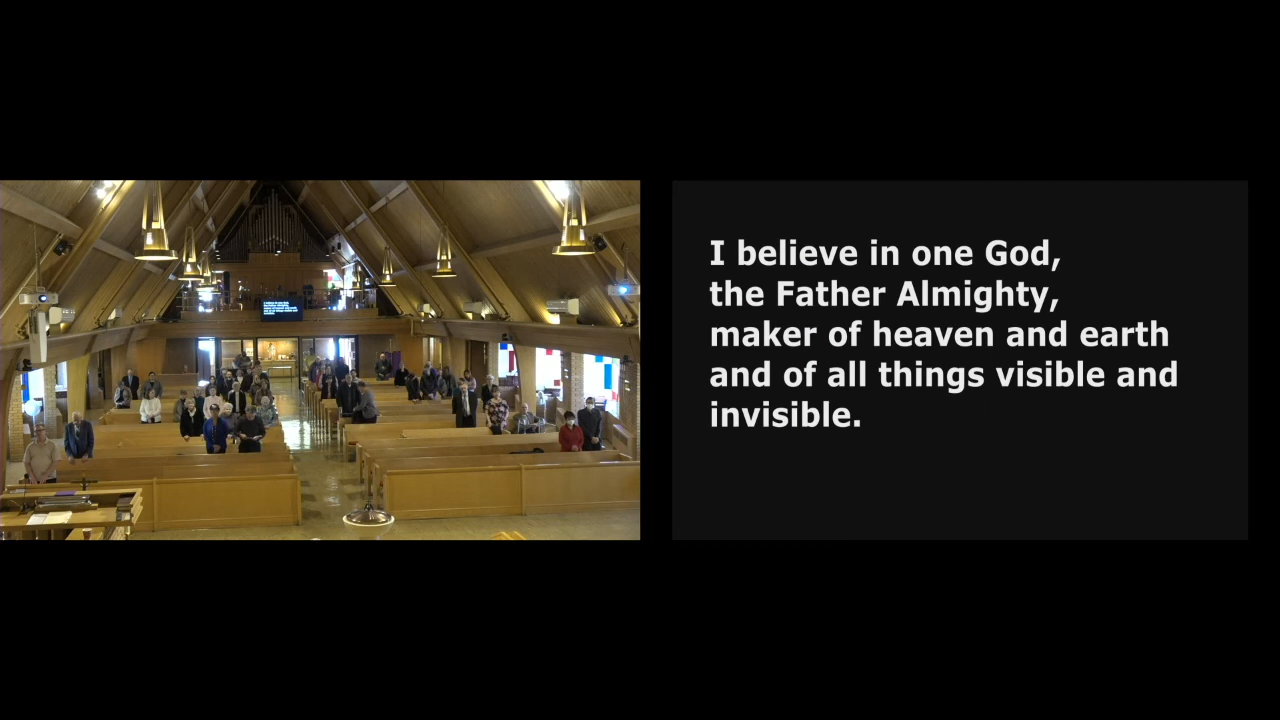 I believe in one God,
the Father Almighty,
maker of heaven and earth
and of all things visible and
invisible.